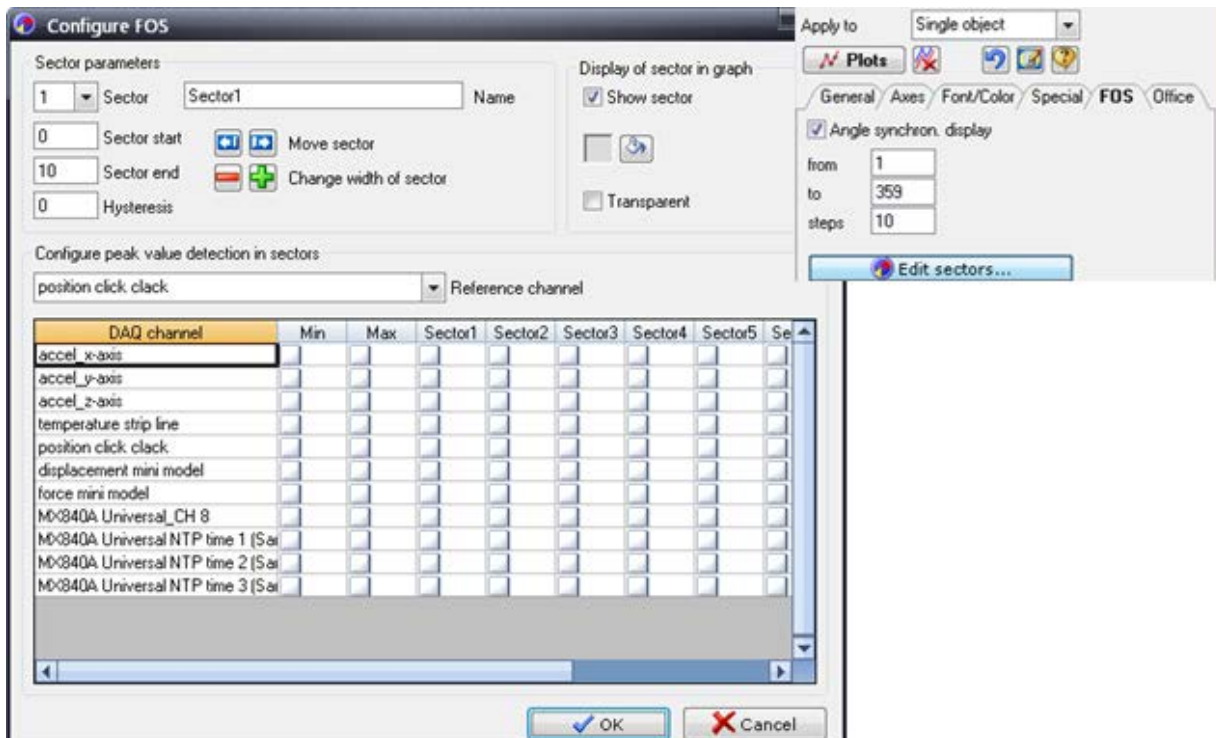 Configure FOS
Sector parameters
1 Sector Sector1 Name
0 Sector start
Move sector
10 Sector end
Change width of sector
0 Hysteresis
Display of sector in graph
Show sector
Transparent
Configure peak value detection in sectors
position click clack Reference channel
DAQ channel Min Max Sector1 Sector2 Sector3 Sector4 Sector5 Se
accel_x-axis
accel_y-axis
accel_z-axis
temperature strip line
position click clack
displacement mini model
force mini model
MX840A Universal_CH 8
MX840A Universal NTP time 1 (Sa
MX840A Universal NTP time 2 (Sa
MX840A Universal NTP time 3 (Sa
OK Cancel
Apply to Single object
Plots
General Axes Font/Color Special FOS Office
Angle synchron. display
from 1
to 359
steps 10
Edit sectors...